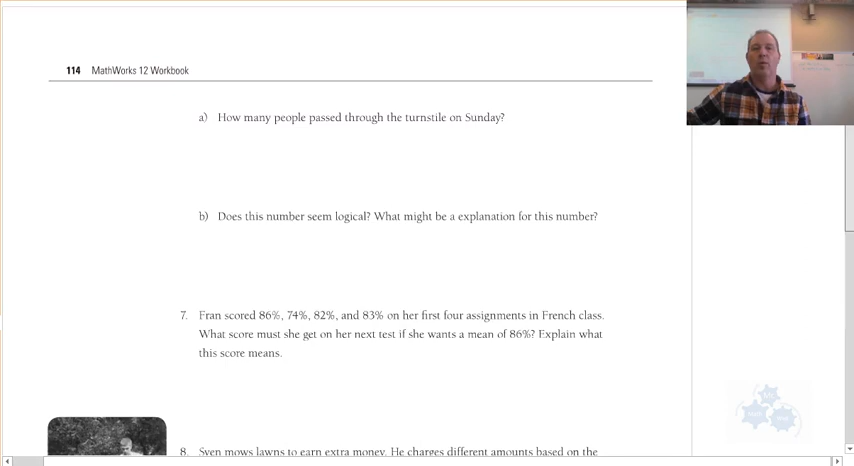 114 MathWorks 12 Workbook
a) How many people passed through the turnstile on Sunday?
b) Does this number seem logical? What might be a explanation for this number?
7. Fran scored 86%, 74%, 82%, and 83% on her first four assignments in French class.
What score must she get on her next test if she wants a mean of 86%? Explain what
this score means.
8. Sven mows lawns to earn extra money. He charges different amounts based on the